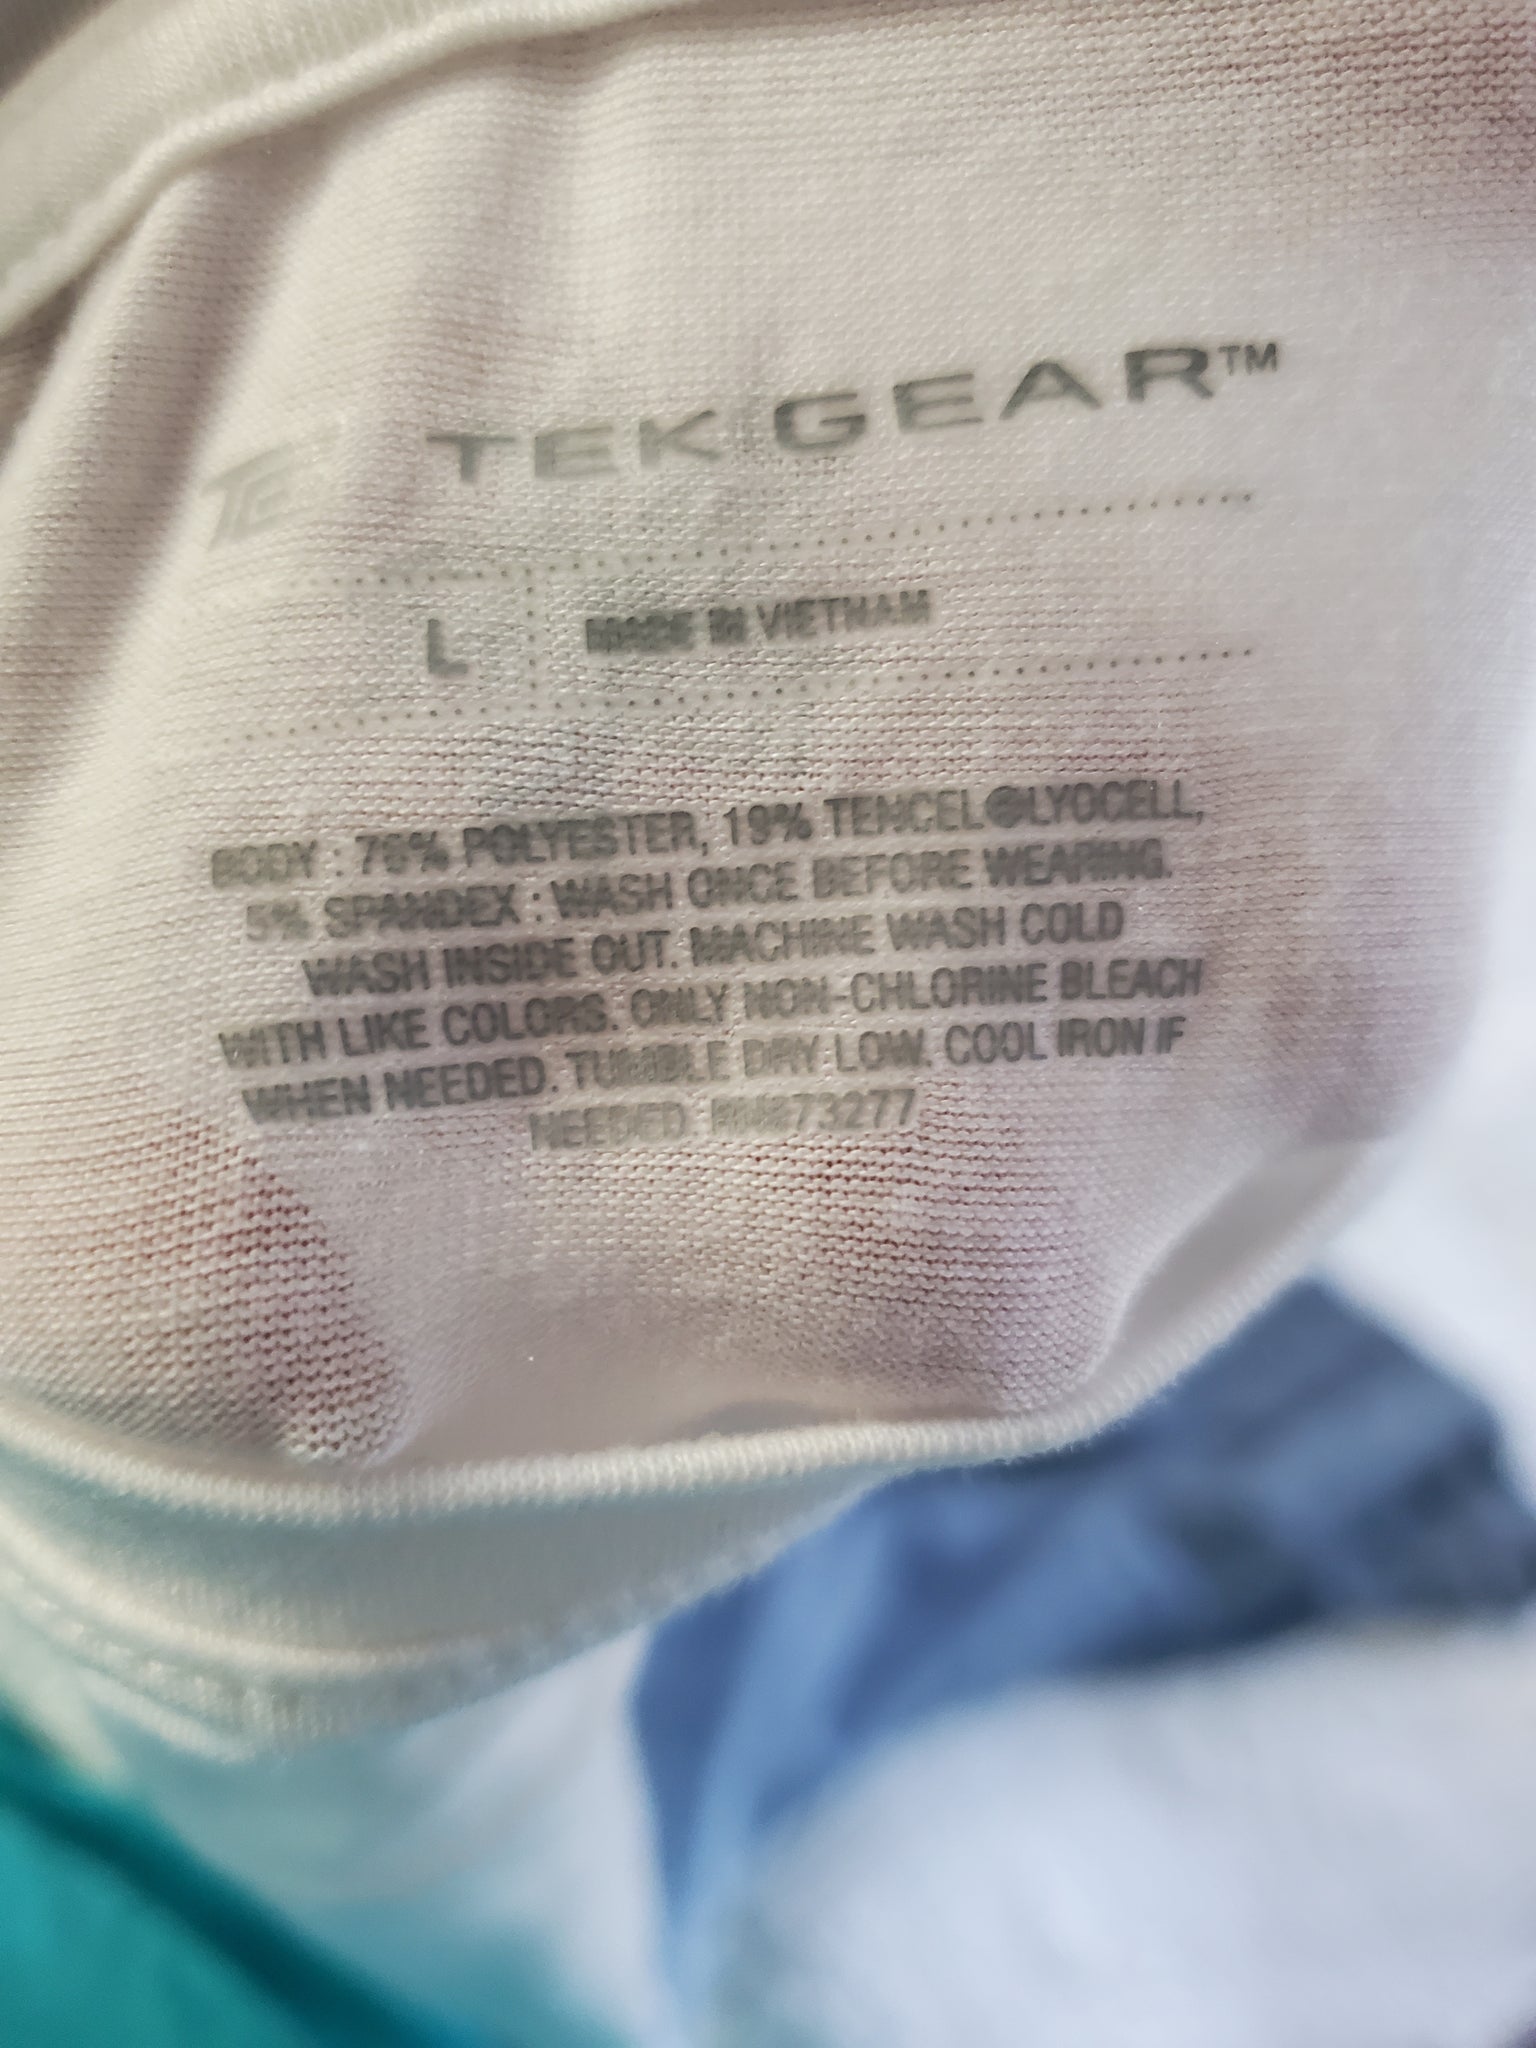 TEK GEAR™
L MADE IN VIETNAM
BODY : 76% POLYESTER, 19% TENCEL®LYOCELL,
5% SPANDEX : WASH ONCE BEFORE WEARING.
WASH INSIDE OUT. MACHINE WASH COLD
WITH LIKE COLORS. ONLY NON-CHLORINE BLEACH
WHEN NEEDED. TUMBLE DRY LOW. COOL IRON IF
NEEDED. RN#73277